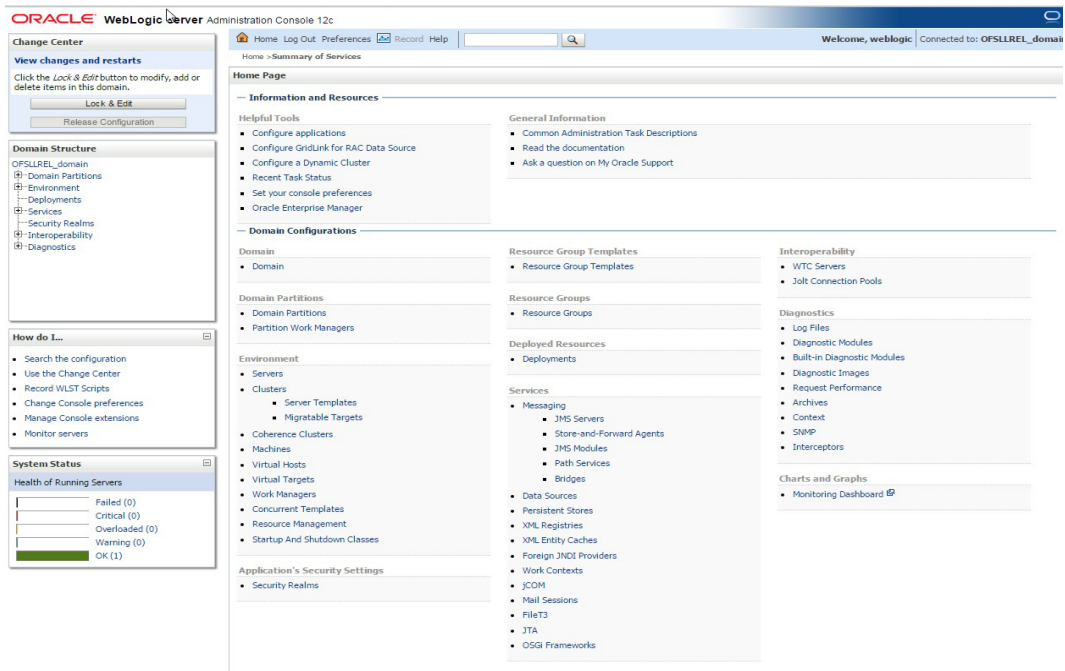 ORACLE WebLogic Server Administration Console 12c
Change Center
View changes and restarts
Click the Lock & Edit button to modify, add or
delete items in this domain.
Lock & Edit
Release Configuration
Domain Structure
OFSLLREL_domain
Domain Partitions
Environment
Deployments
Services
Security Realms
Interoperability
Diagnostics
How do I...
Search the configuration
Use the Change Center
Record WLST Scripts
Change Console preferences
Manage Console extensions
Monitor servers
System Status
Health of Running Servers
Failed (0)
Critical (0)
Overloaded (0)
Warning (0)
OK (1)
Home Log Out Preferences Record Help
Welcome, weblogic Connected to: OFSLLREL_domai
Home >Summary of Services
Home Page
Information and Resources
Helpful Tools
Configure applications
Configure GridLink for RAC Data Source
Configure a Dynamic Cluster
Recent Task Status
Set your console preferences
Oracle Enterprise Manager
General Information
Common Administration Task Descriptions
Read the documentation
Ask a question on My Oracle Support
Domain Configurations
Domain
Domain
Domain Partitions
Domain Partitions
Partition Work Managers
Environment
Servers
Clusters
Server Templates
Migratable Targets
Coherence Clusters
Machines
Virtual Hosts
Virtual Targets
Work Managers
Concurrent Templates
Resource Management
Startup And Shutdown Classes
Application's Security Settings
Security Realms
Resource Group Templates
Resource Group Templates
Resource Groups
Resource Groups
Deployed Resources
Deployments
Services
Messaging
JMS Servers
Store-and-Forward Agents
JMS Modules
Path Services
Bridges
Data Sources
Persistent Stores
XML Registries
XML Entity Caches
Foreign JNDI Providers
Work Contexts
jCOM
Mail Sessions
FileT3
JTA
OSGi Frameworks
Interoperability
WTC Servers
Jolt Connection Pools
Diagnostics
Log Files
Diagnostic Modules
Built-in Diagnostic Modules
Diagnostic Images
Request Performance
Archives
Context
SNMP
Interceptors
Charts and Graphs
Monitoring Dashboard